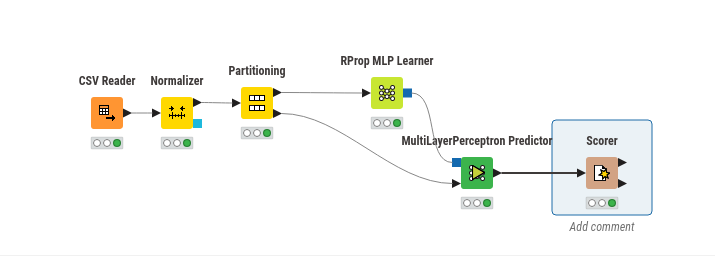 RProp MLP Learner
Partitioning
CSV Reader
Normalizer
MultiLayerPerceptron Predictor
Scorer
Add comment